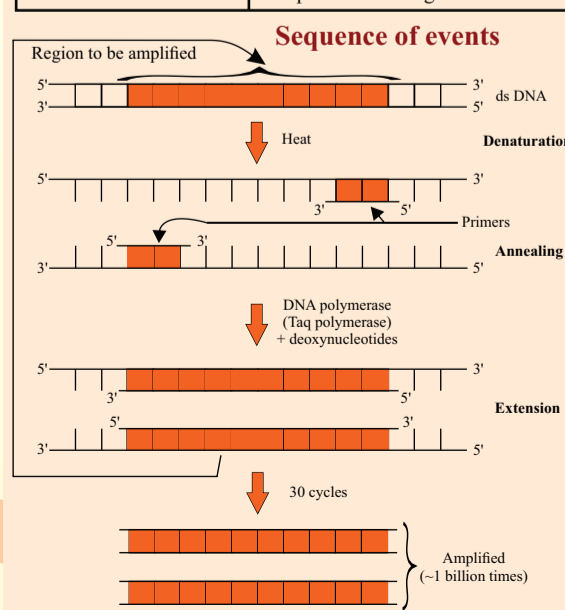 Sequence of events
Region to be amplified
5' 3'
3' 5'
ds DNA
Heat
Denaturation
5' 3'
3' 5'
Primers
5' 3'
Annealing
3' 5'
DNA polymerase
(Taq polymerase)
+ deoxynucleotides
5' 3'
3' 5'
Extension
5' 3'
3' 5'
30 cycles
Amplified
(~1 billion times)